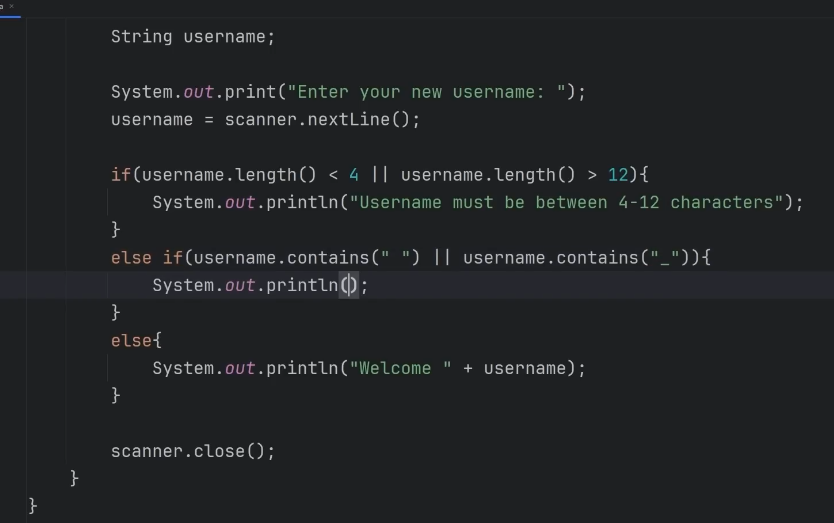 String username;
System.out.print("Enter your new username: ");
username = scanner.nextLine();
if(username.length() < 4 || username.length() > 12){
System.out.println("Username must be between 4-12 characters");
}
else if(username.contains(" ") || username.contains("_")){
System.out.println();
}
else{
System.out.println("Welcome " + username);
}
scanner.close();
}
}